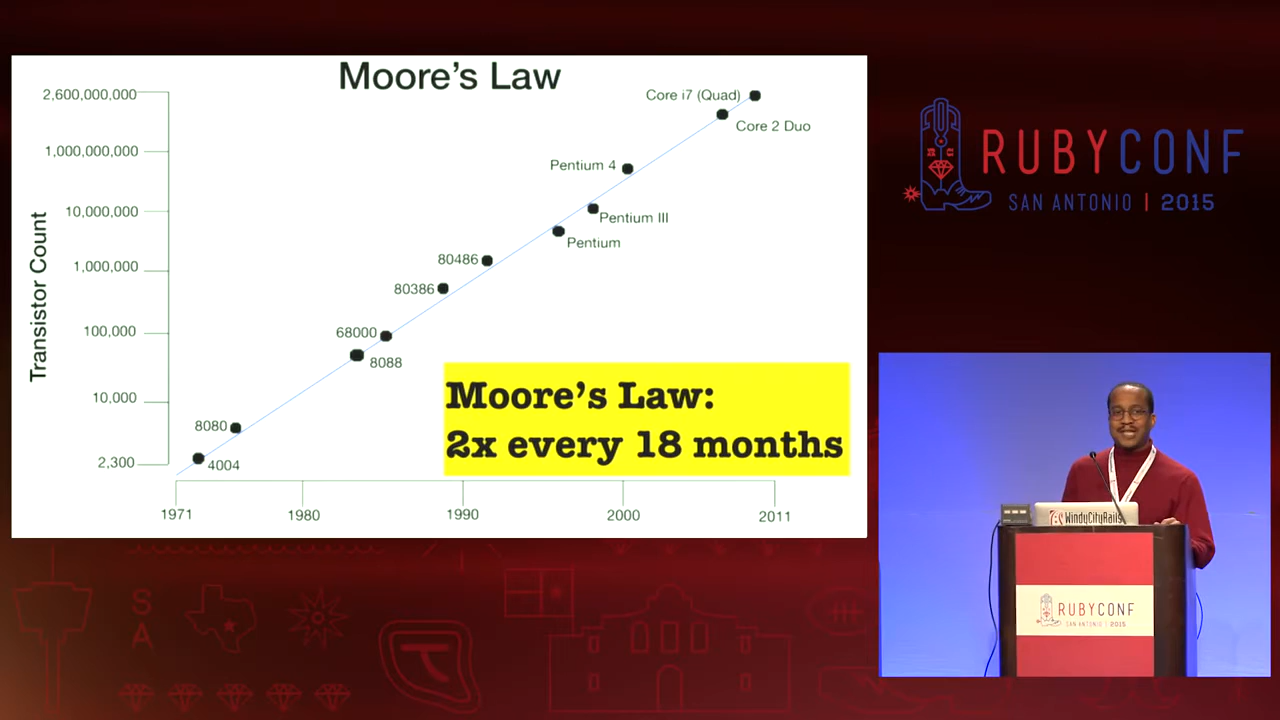 Moore's Law
2,600,000,000
1,000,000,000
10,000,000
1,000,000
100,000
10,000
2,300
Transistor Count
Core i7 (Quad)
Core 2 Duo
Pentium 4
Pentium III
Pentium
80486
80386
68000
8088
8080
4004
Moore's Law:
2x every 18 months
1971
1980
1990
2000
2011
RUBYCONF
SAN ANTONIO | 2015
WindyCityRails
RUBYCONF
SAN ANTONIO | 2015
S
A